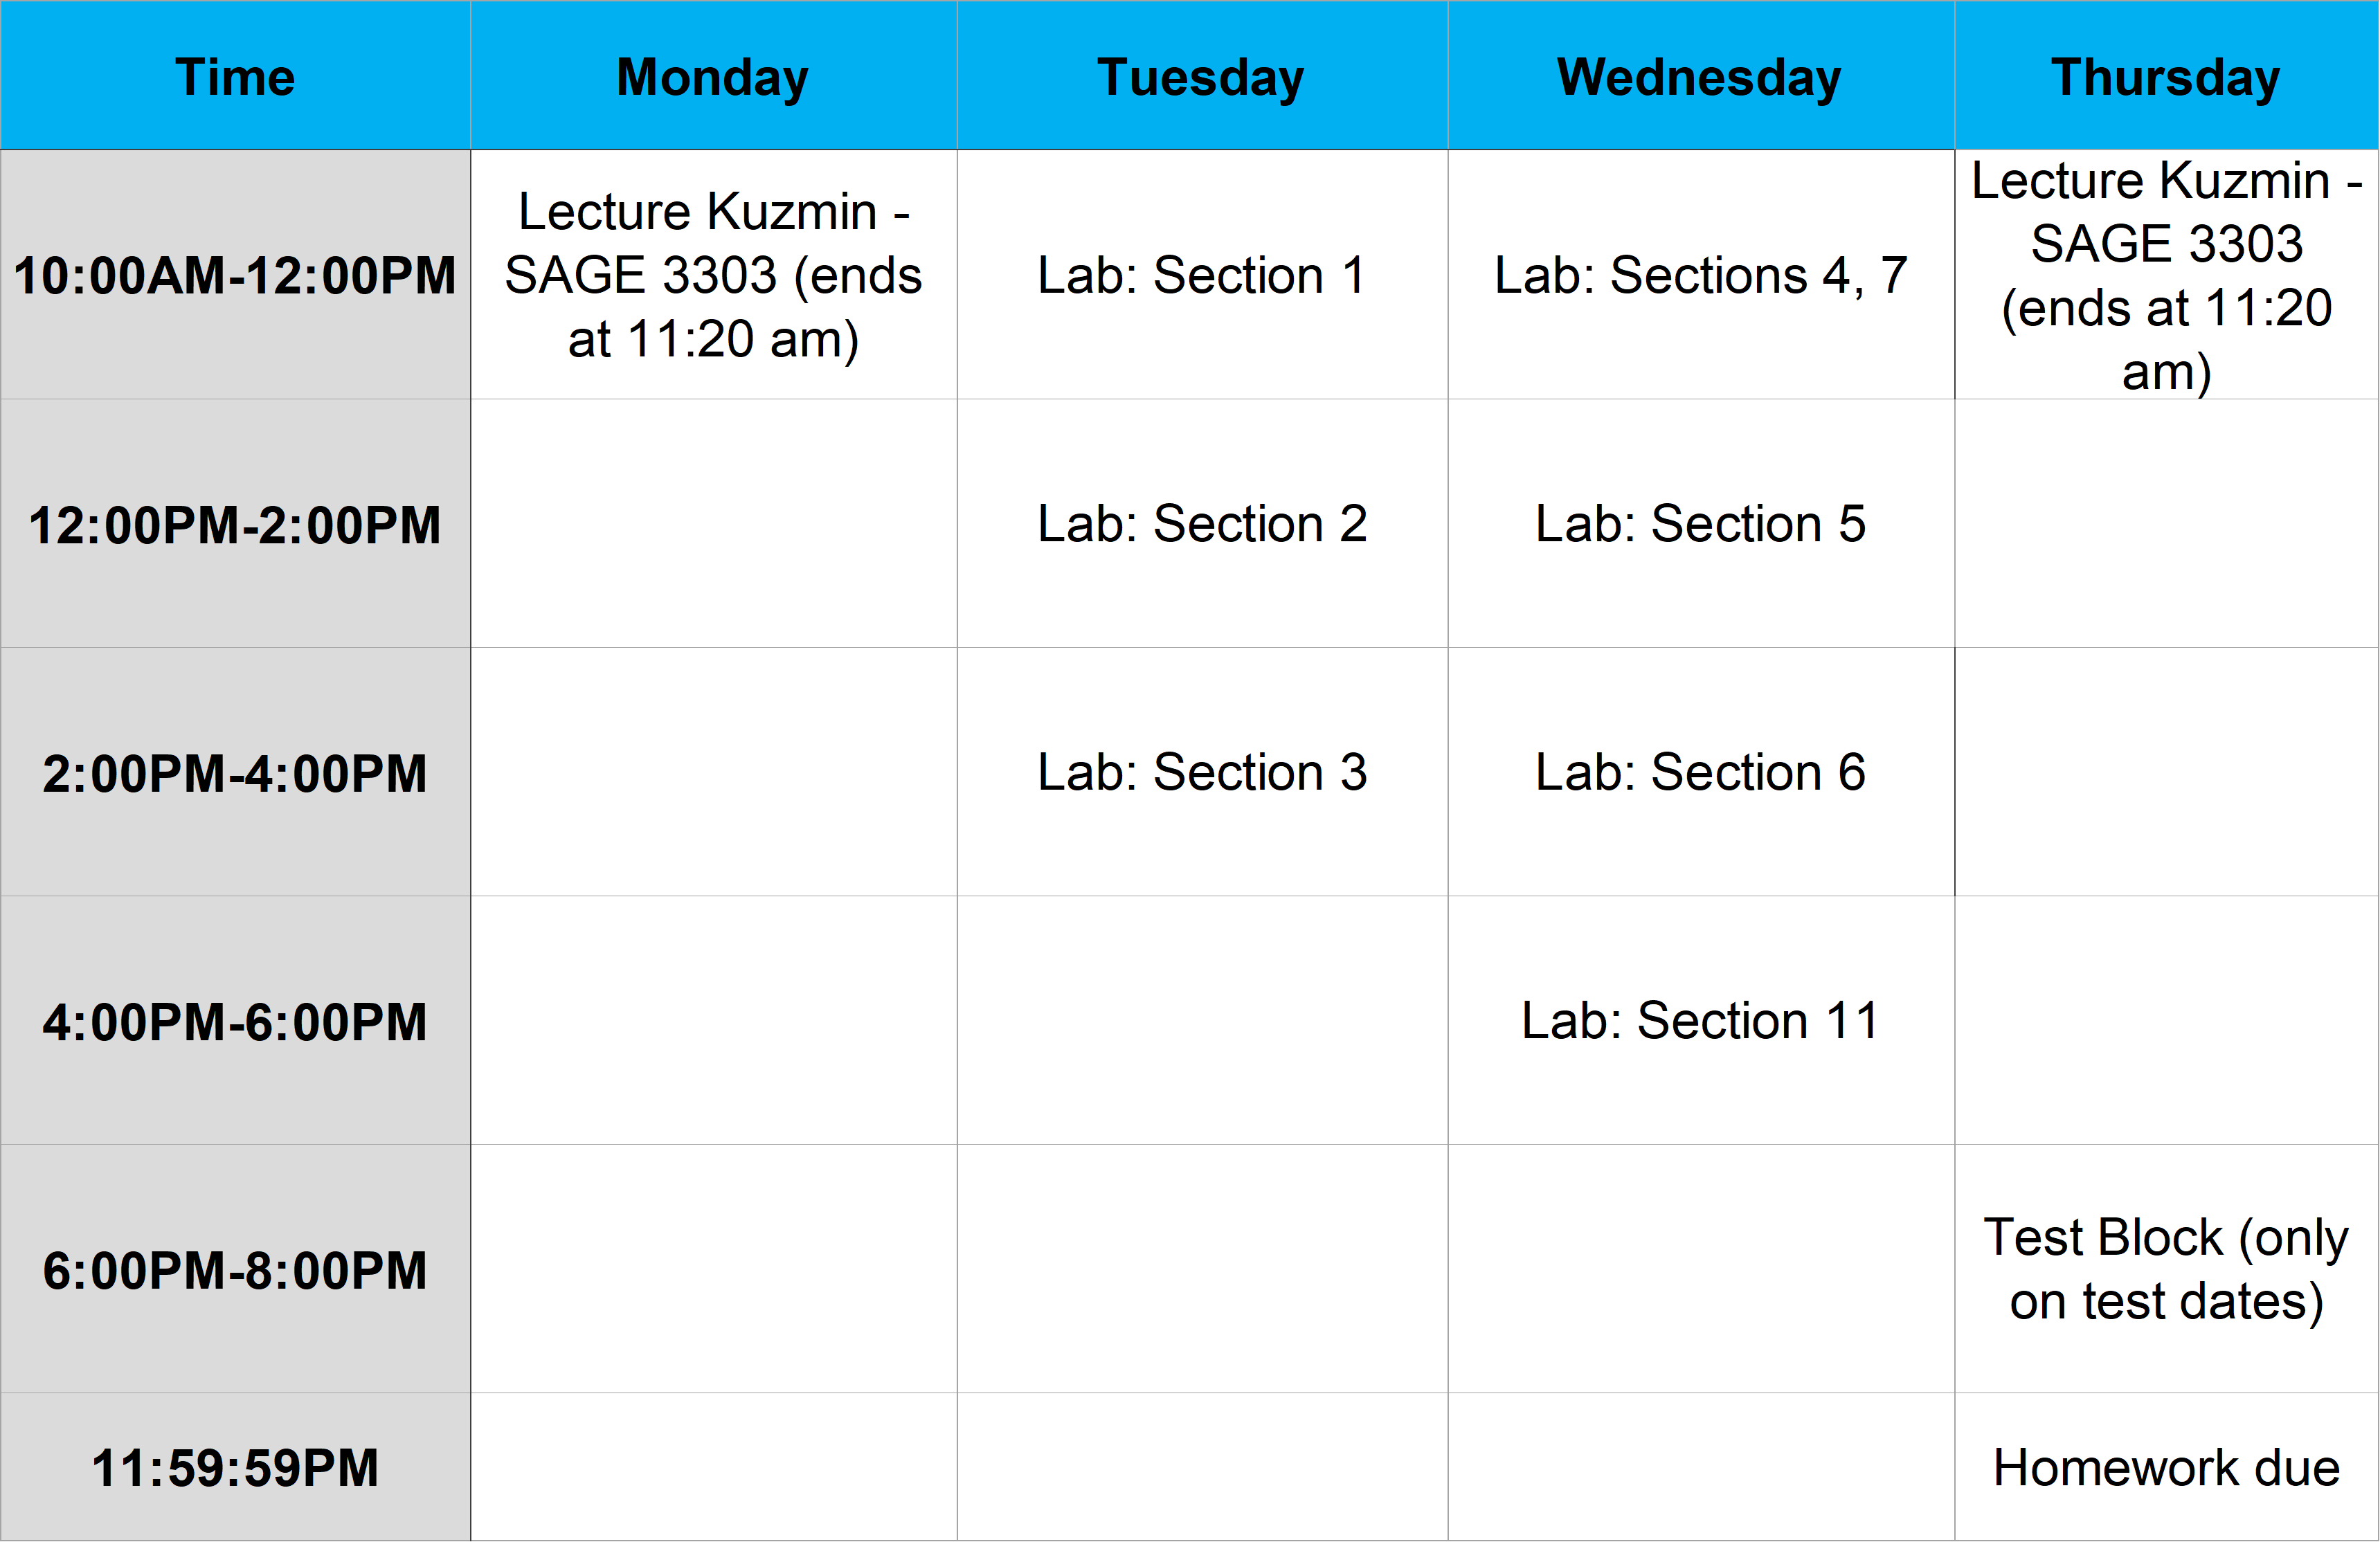 Time Monday Tuesday Wednesday Thursday
10:00AM-12:00PM
Lecture Kuzmin -
SAGE 3303 (ends
at 11:20 am)
Lab: Section 1
Lab: Sections 4, 7
Lecture Kuzmin -
SAGE 3303
(ends at 11:20
am)
12:00PM-2:00PM
Lab: Section 2
Lab: Section 5
2:00PM-4:00PM
Lab: Section 3
Lab: Section 6
4:00PM-6:00PM
Lab: Section 11
6:00PM-8:00PM
Test Block (only
on test dates)
11:59:59PM
Homework due